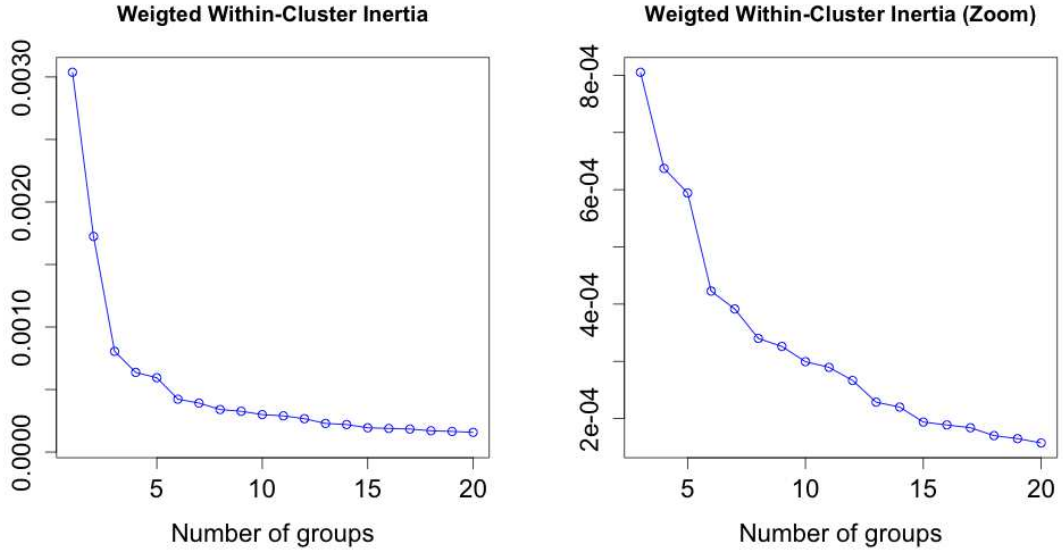 Weigted Within-Cluster Inertia
0.0030
0.0020
0.0010
0.0000
5 10 15 20
Number of groups
Weigted Within-Cluster Inertia (Zoom)
8e-04
6e-04
4e-04
2e-04
5 10 15 20
Number of groups